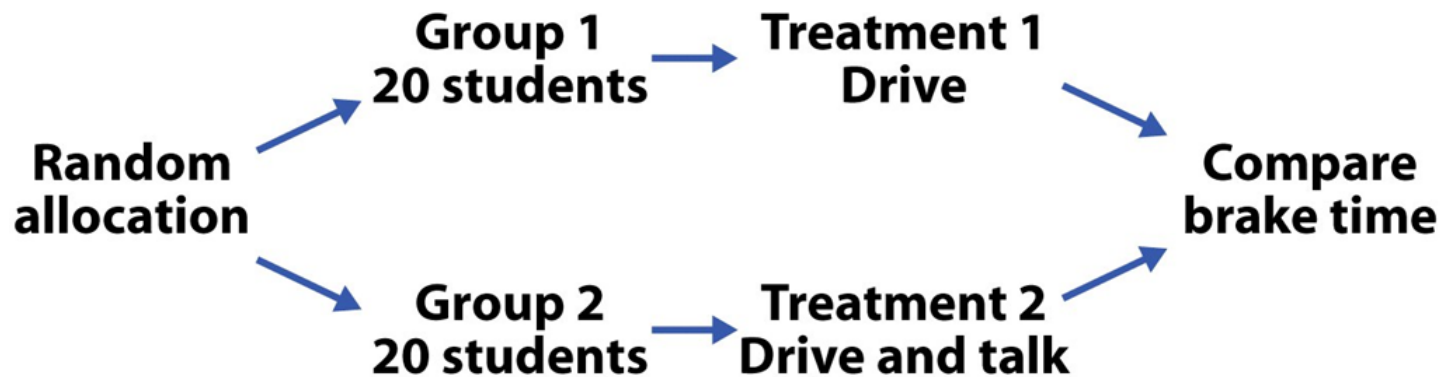 Random
allocation
Group 1
20 students
Treatment 1
Drive
Group 2
20 students
Treatment 2
Drive and talk
Compare
brake time